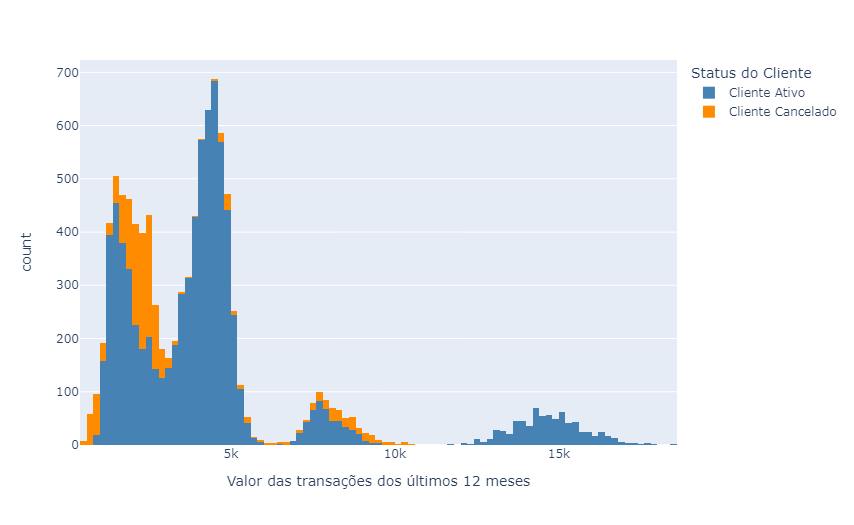 Status do Cliente
Cliente Ativo
Cliente Cancelado
700
600
500
400
300
200
100
0
count
5k
10k
15k
Valor das transações dos últimos 12 meses